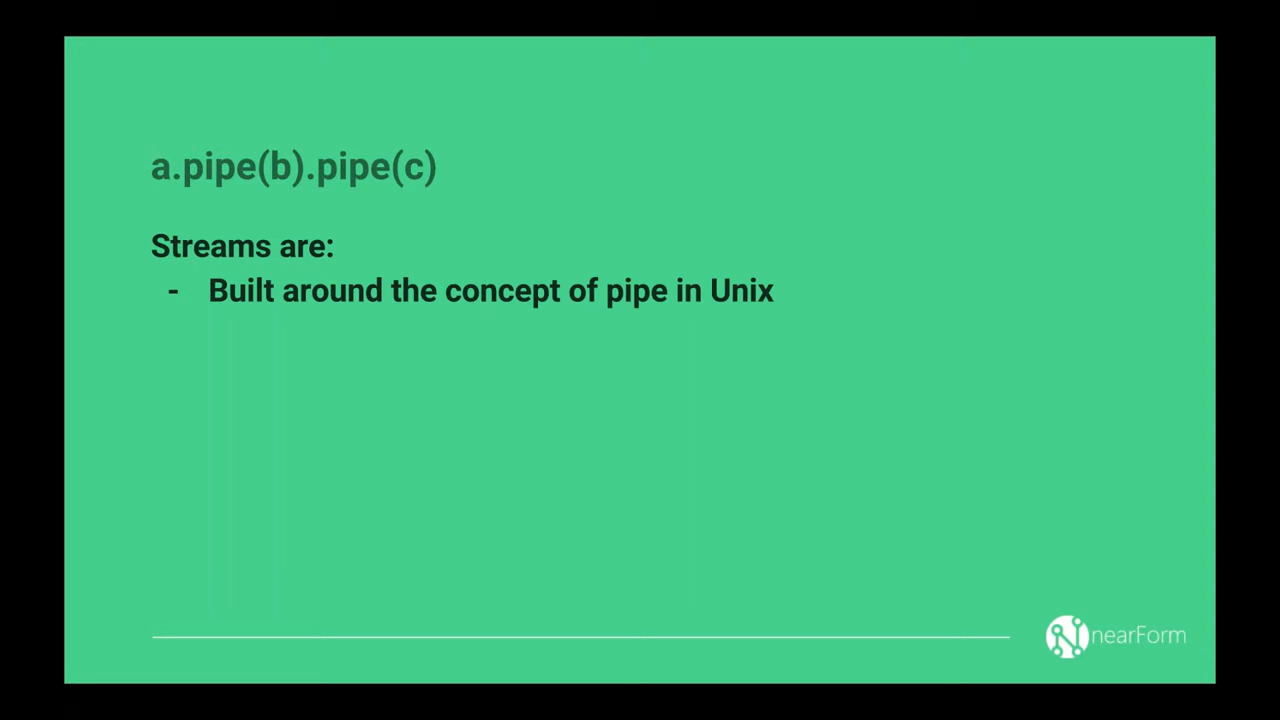 a.pipe(b).pipe(c)
Streams are:
- Built around the concept of pipe in Unix
nearForm